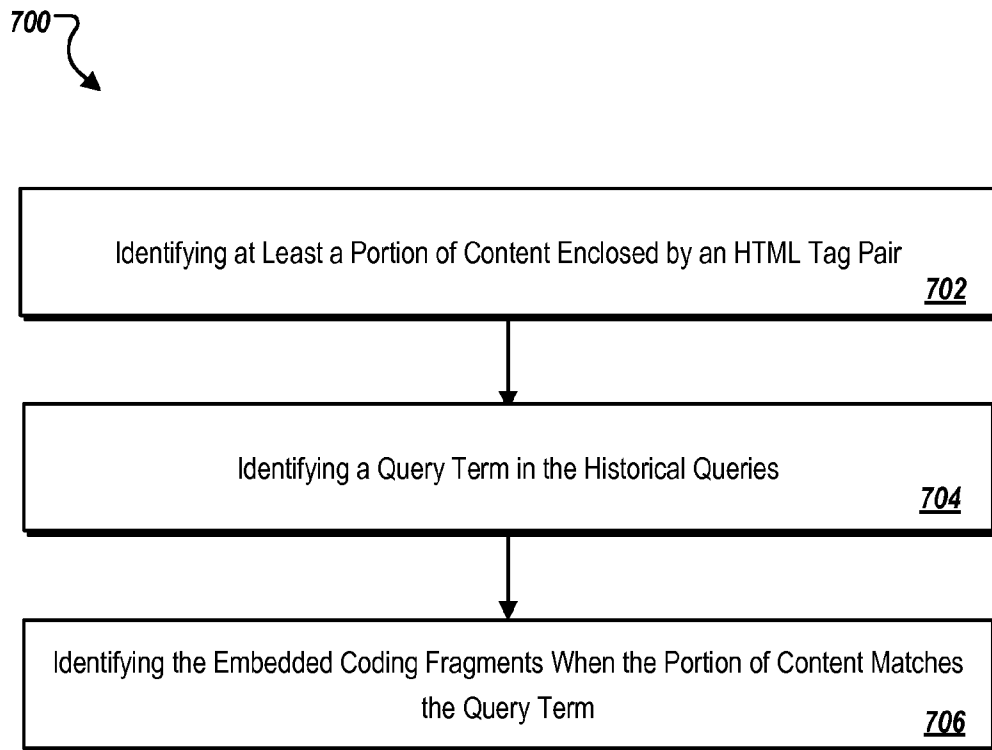 700
Identifying at Least a Portion of Content Enclosed by an HTML Tag Pair
702
Identifying a Query Term in the Historical Queries
704
Identifying the Embedded Coding Fragments When the Portion of Content Matches
the Query Term
706